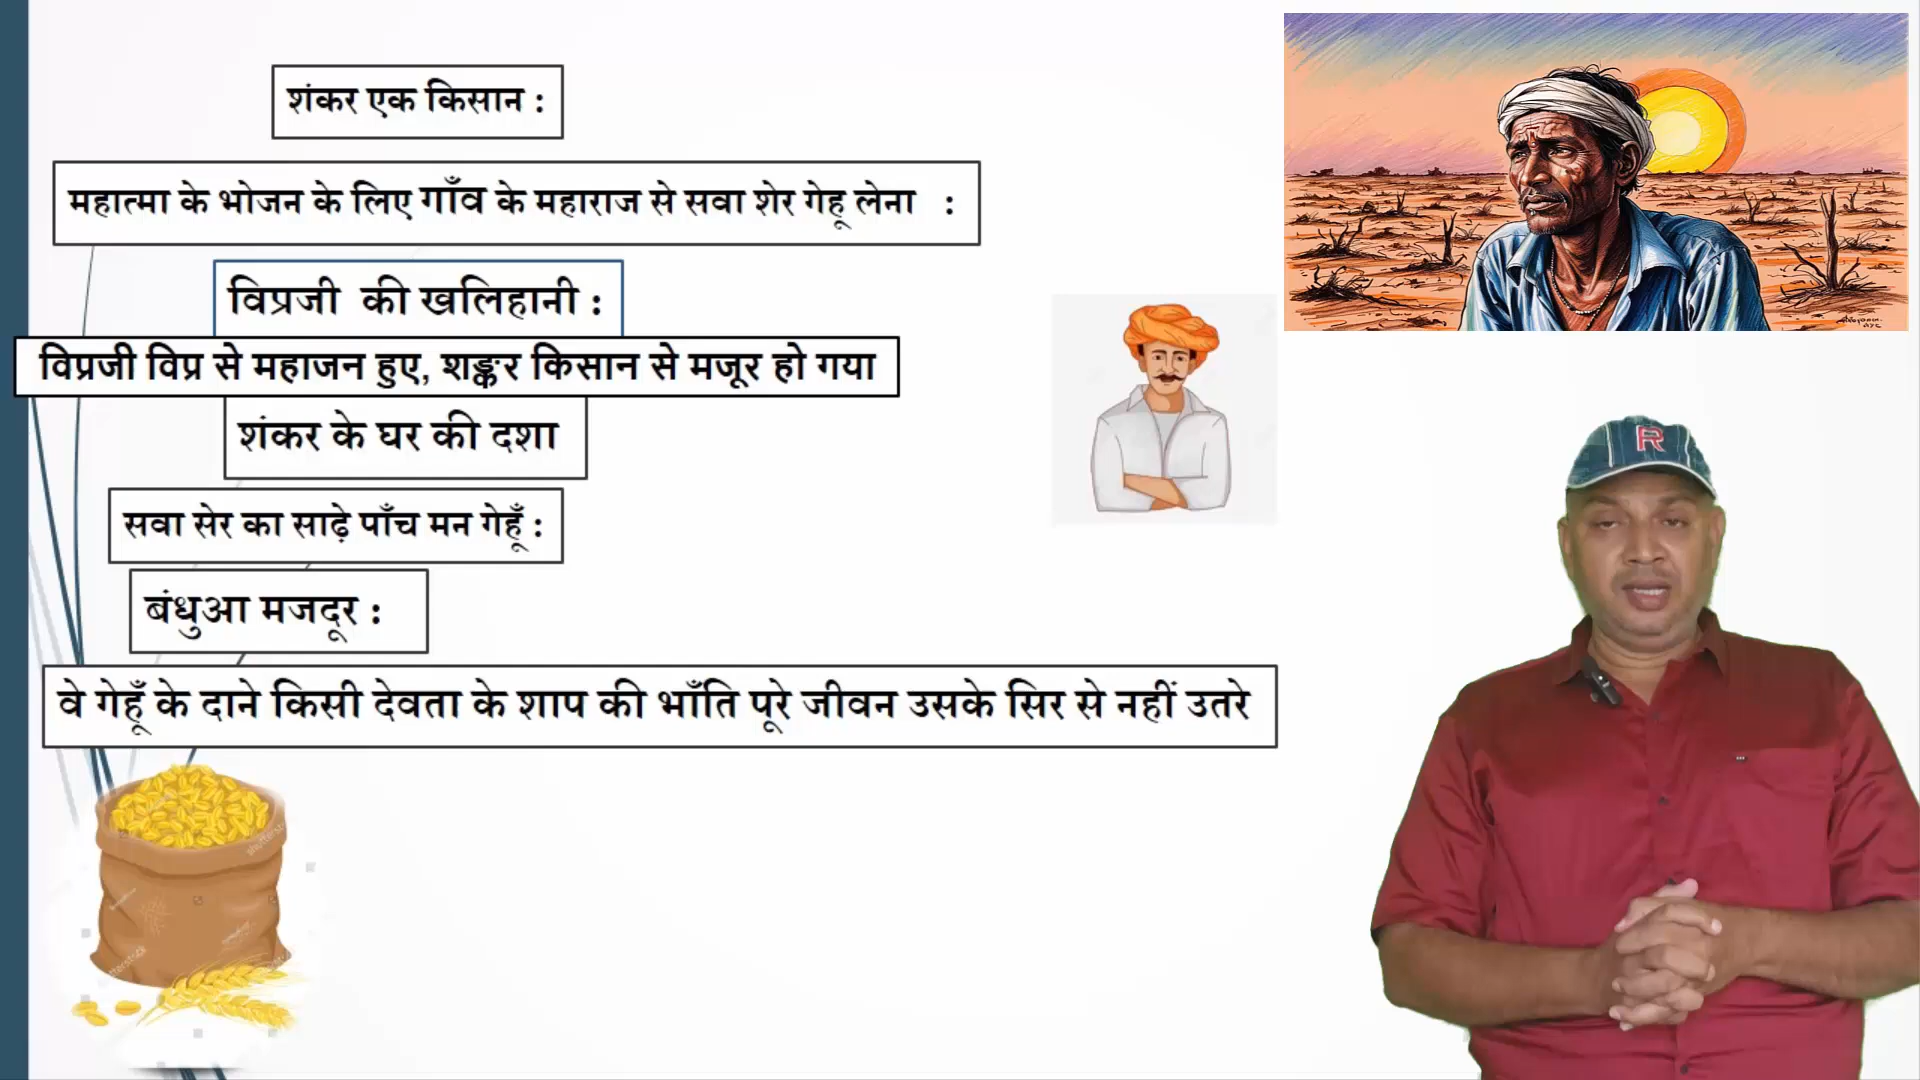 शंकर एक किसान :
महात्मा के भोजन के लिए गाँव के महाराज से सवा शेर गेहू लेना :
विप्रजी की खलिहानी :
विप्रजी विप्र से महाजन हुए, शङ्कर किसान से मजूर हो गया
शंकर के घर की दशा
सवा सेर का साढ़े पाँच मन गेहूँ :
बंधुआ मजदूर :
वे गेहूँ के दाने किसी देवता के शाप की भाँति पूरे जीवन उसके सिर से नहीं उतरे
R